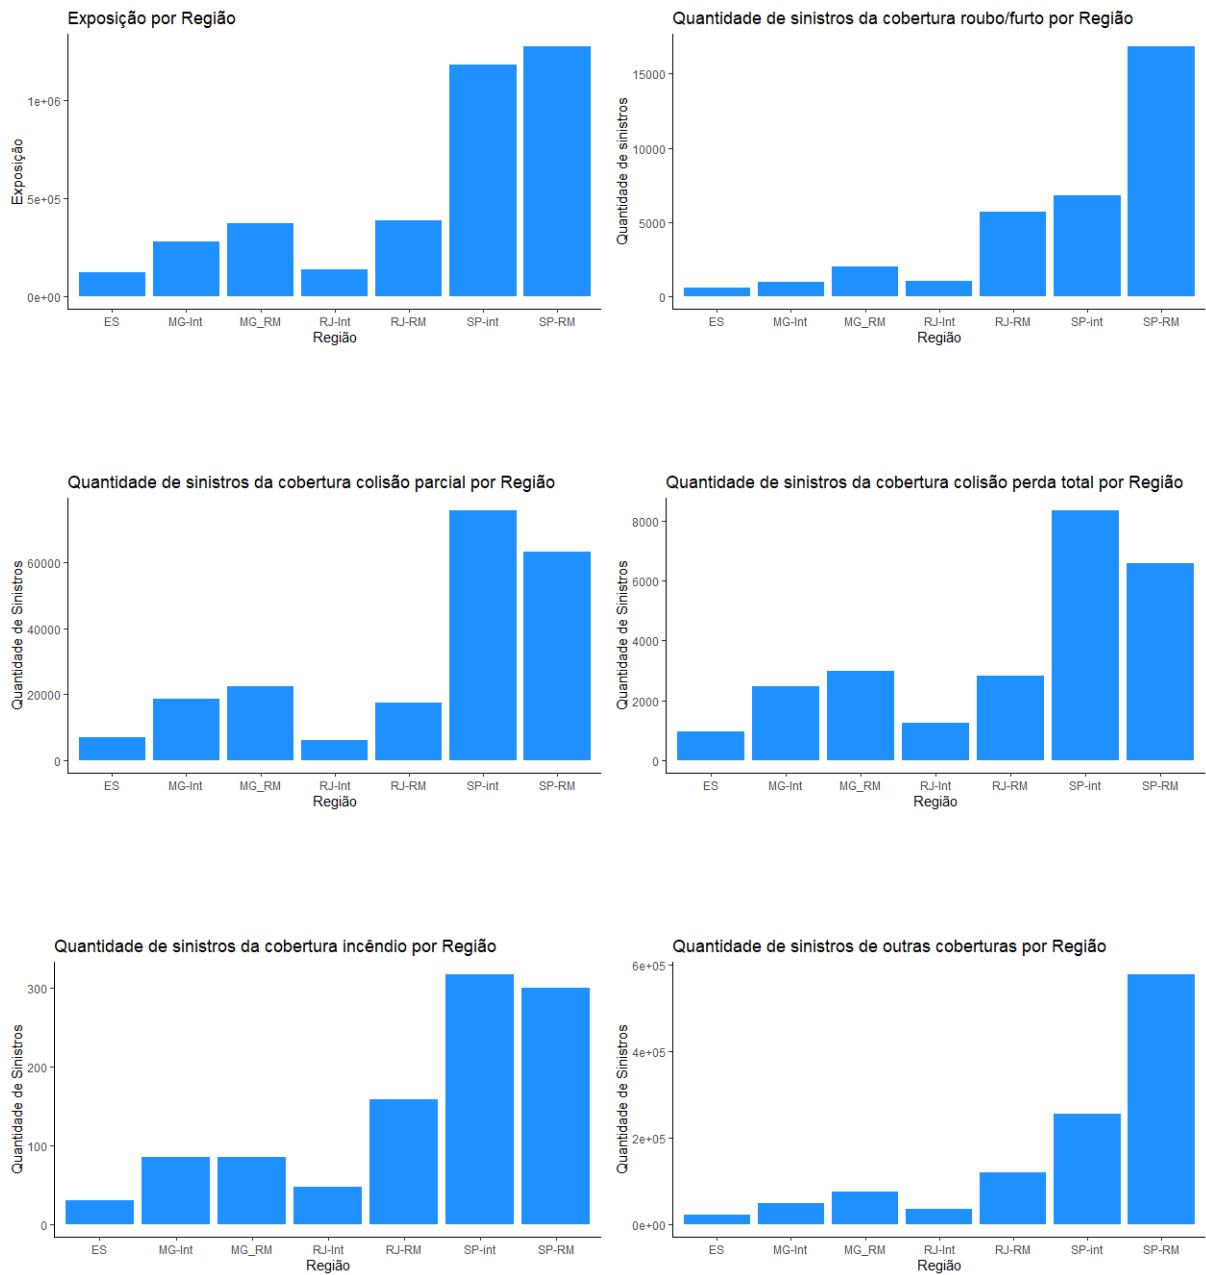 Exposição por Região
Exposição
1e+06
5e+05
0e+00
ES MG-Int MG_RM RJ-Int RJ-RM SP-int SP-RM
Região
Quantidade de sinistros da cobertura roubo/furto por Região
Quantidade de sinistros
15000
10000
5000
0
ES MG-Int MG_RM RJ-Int RJ-RM SP-int SP-RM
Região
Quantidade de sinistros da cobertura colisão parcial por Região
Quantidade de Sinistros
60000
40000
20000
0
ES MG-Int MG_RM RJ-Int RJ-RM SP-int SP-RM
Região
Quantidade de sinistros da cobertura colisão perda total por Região
Quantidade de Sinistros
8000
6000
4000
2000
0
ES MG-Int MG_RM RJ-Int RJ-RM SP-int SP-RM
Região
Quantidade de sinistros da cobertura incêndio por Região
Quantidade de Sinistros
300
200
100
0
ES MG-Int MG_RM RJ-Int RJ-RM SP-int SP-RM
Região
Quantidade de sinistros de outras coberturas por Região
Quantidade de Sinistros
6e+05
4e+05
2e+05
0e+00
ES MG-Int MG_RM RJ-Int RJ-RM SP-int SP-RM
Região